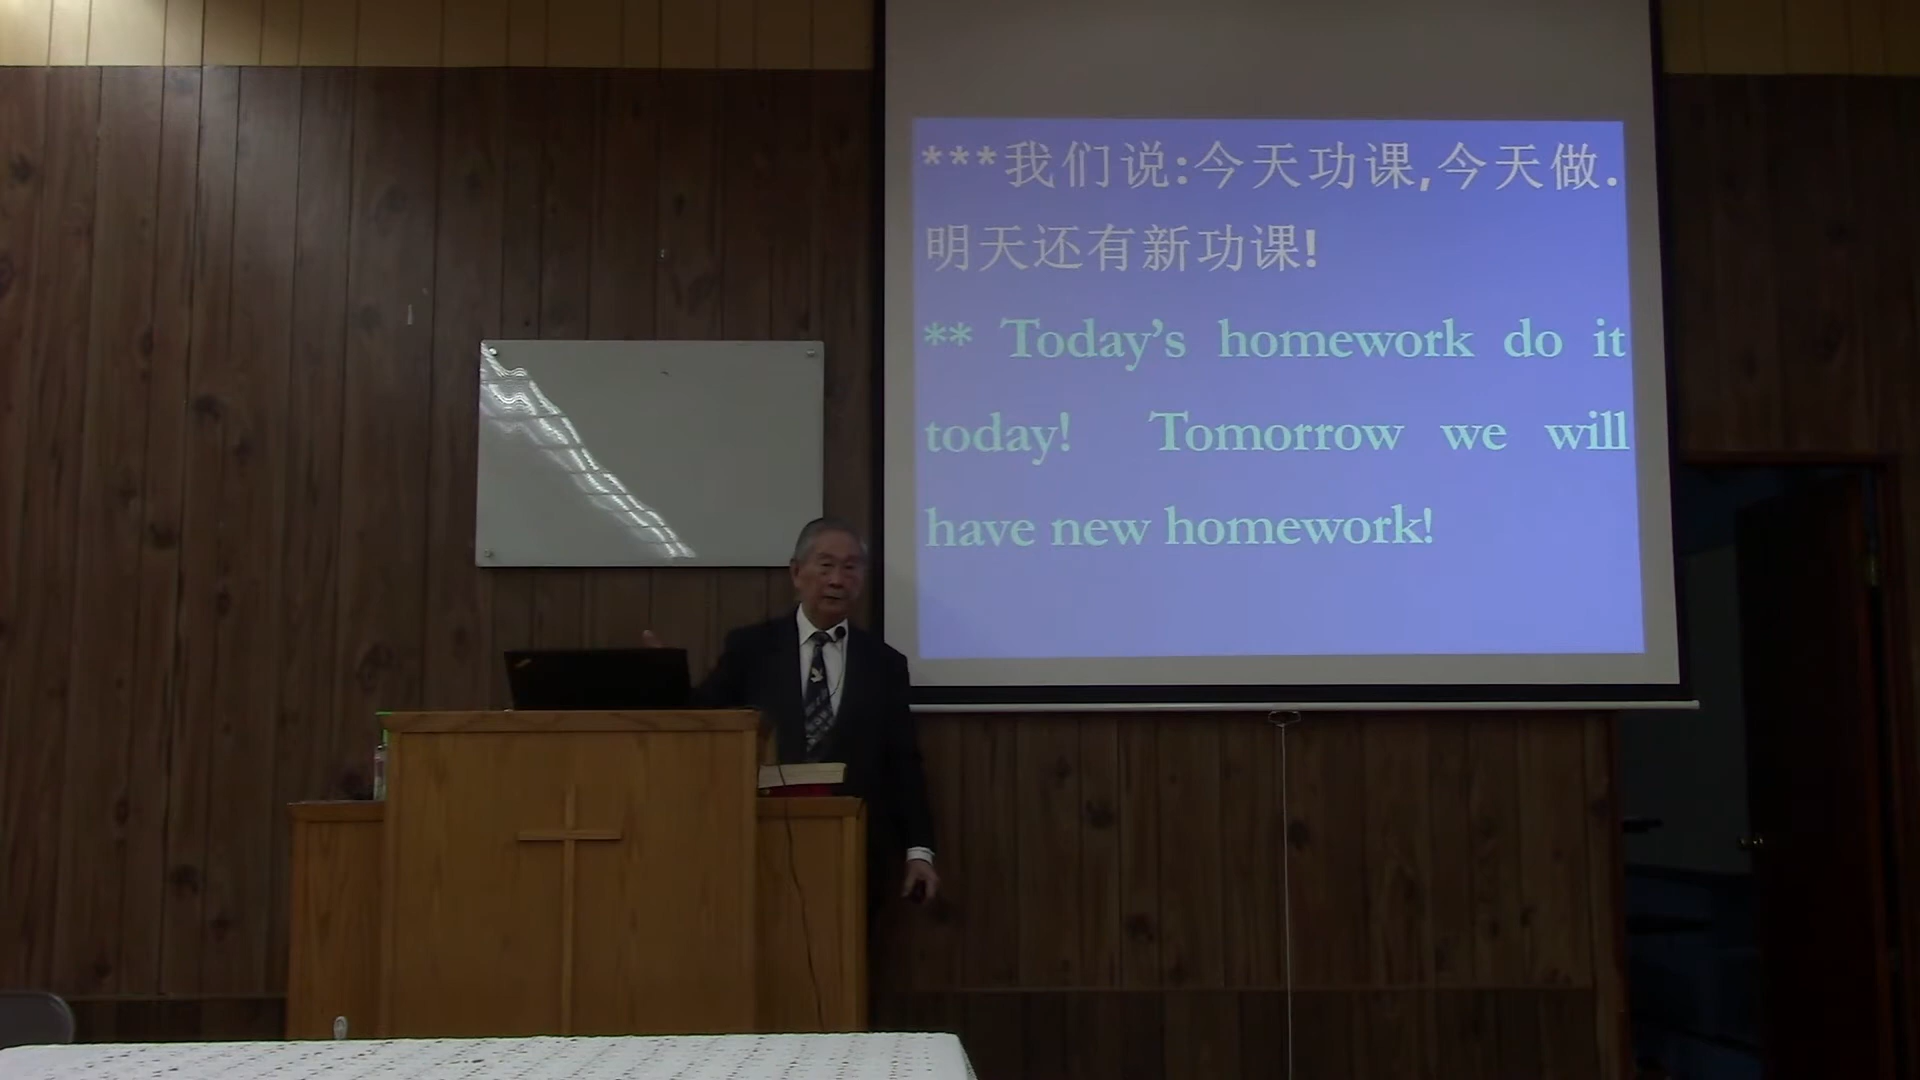 ***我们说:今天功课,今天做.
明天还有新功课!
** Today's homework do it
today! Tomorrow we will
have new homework!